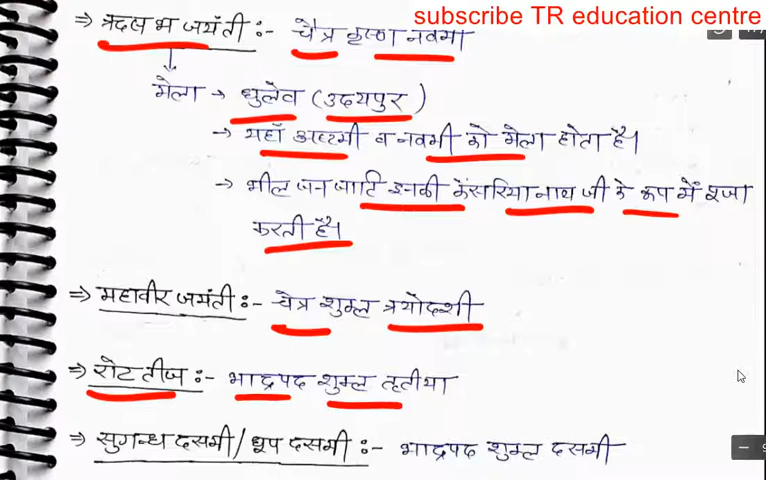 subscribe TR education centre
⇒ ऋषभ जयंती :- चैत्र कृष्ण नवमी
मेला → धुलेव (उदयपुर)
→ यहाँ अष्टमी व नवमी को मेला होता है।
→ भील जन जाति इनकी केसरिया नाथ जी के रूप में पूजा
करती है।
⇒ महावीर जयंती :- चैत्र शुक्ल त्रयोदशी
⇒ रोट तीज :- भाद्रपद शुक्ल तृतीया
⇒ सुगन्ध दसमी / धूप दसमी :- भाद्रपद शुक्ल दसमी